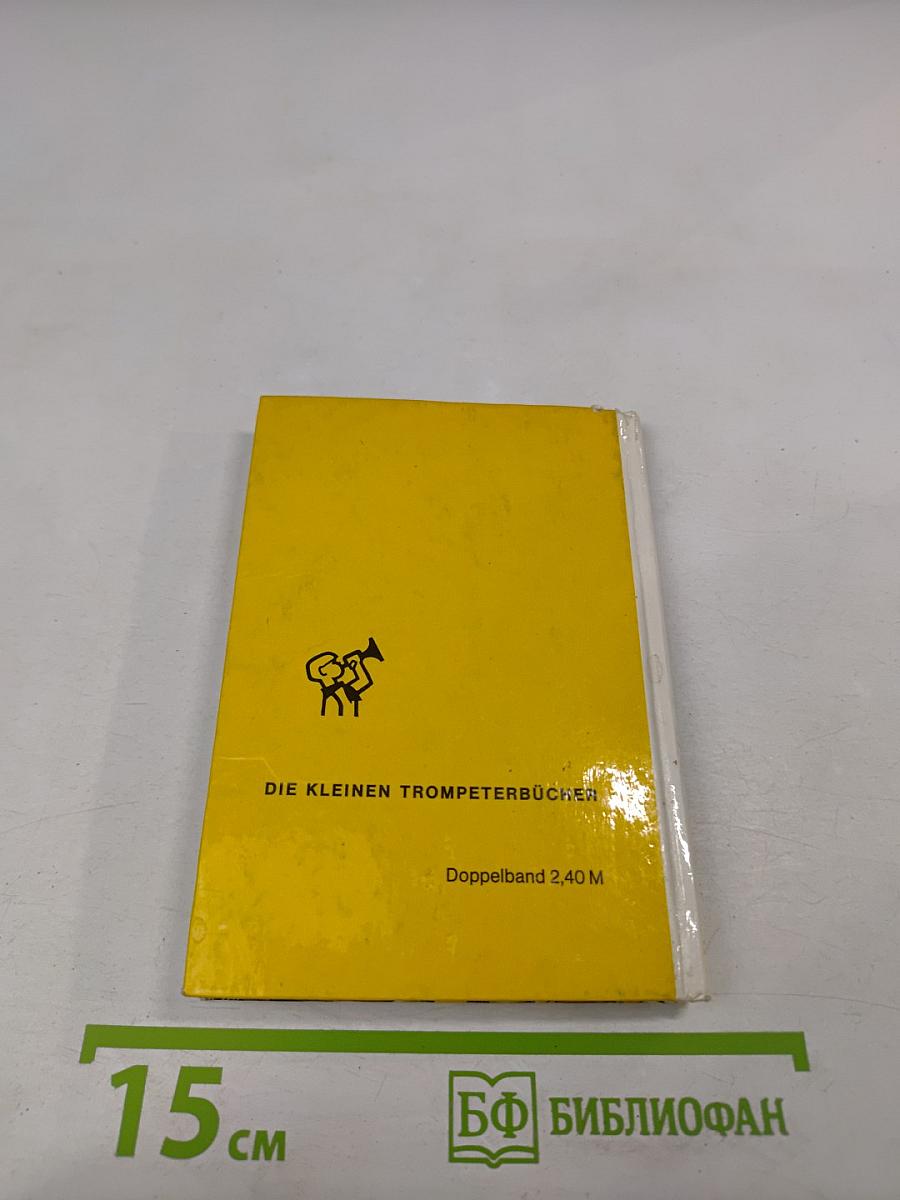 DIE KLEINEN TROMPETERBÜCHER
Doppelband 2,40 M
15 см
БФ БИБЛИОФАН